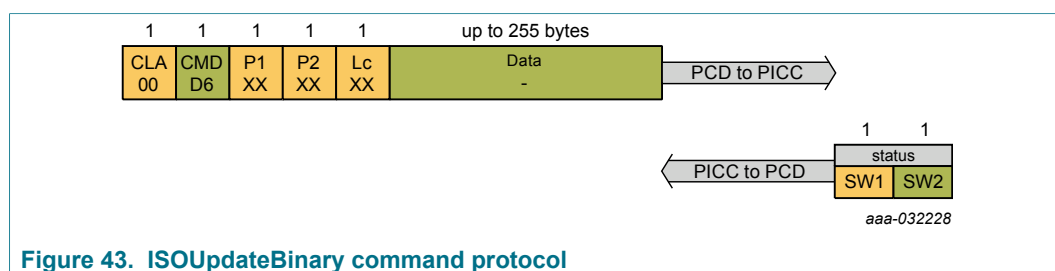 1 1 1 1 1 up to 255 bytes
CLA CMD P1 P2 Lc Data
00 D6 XX XX XX -
PCD to PICC
1 1
status
PICC to PCD
SW1 SW2
aaa-032228
Figure 43. ISOUpdateBinary command protocol